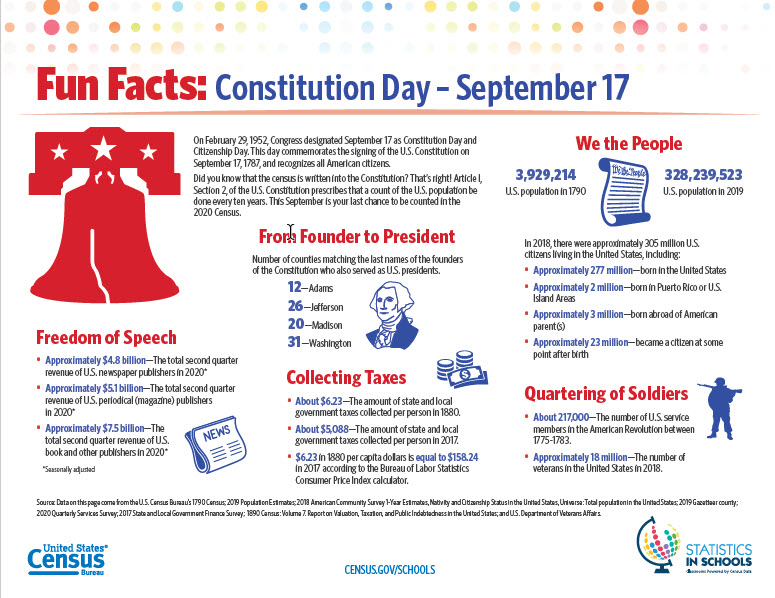 Fun Facts: Constitution Day – September 17
On February 29, 1952, Congress designated September 17 as Constitution Day and
Citizenship Day. This day commemorates the signing of the U.S. Constitution on
September 17, 1787, and recognizes all American citizens.
Did you know that the census is written into the Constitution? That's right! Article I,
Section 2, of the U.S. Constitution prescribes that a count of the U.S. population be
done every ten years. This September is your last chance to be counted in the
2020 Census.
From Founder to President
Number of counties matching the last names of the founders
of the Constitution who also served as U.S. presidents.
12—Adams
26—Jefferson
20—Madison
31—Washington
Freedom of Speech
• Approximately $4.8 billion—The total second quarter
revenue of U.S. newspaper publishers in 2020*
• Approximately $5.1 billion—The total second quarter
revenue of U.S. periodical (magazine) publishers
in 2020*
• Approximately $7.5 billion—The
total second quarter revenue of U.S.
book and other publishers in 2020*
*Seasonally adjusted
NEWS
Collecting Taxes
• About $6.23—The amount of state and local
government taxes collected per person in 1880.
• About $5,088—The amount of state and local
government taxes collected per person in 2017.
• $6.23 in 1880 per capita dollars is equal to $158.24
in 2017 according to the Bureau of Labor Statistics
Consumer Price Index calculator.
$
We the People
3,929,214
U.S. population in 1790
We the People
328,239,523
U.S. population in 2019
In 2018, there were approximately 305 million U.S.
citizens living in the United States, including:
• Approximately 277 million—born in the United States
• Approximately 2 million—born in Puerto Rico or U.S.
Island Areas
• Approximately 3 million—born abroad of American
parent(s)
• Approximately 23 million—became a citizen at some
point after birth
Quartering of Soldiers
• About 217,000—The number of U.S. service
members in the American Revolution between
1775-1783.
• Approximately 18 million—The number of
veterans in the United States in 2018.
Source: Data on this page come from the U.S. Census Bureau's 1790 Census; 2019 Population Estimates; 2018 American Community Survey 1-Year Estimates, Nativity and Citizenship Status in the United States, Universe: Total population in the United States; 2019 Gazetteer county;
2020 Quarterly Services Survey; 2017 State and Local Government Finance Survey; 1890 Census: Volume 7. Report on Valuation, Taxation, and Public Indebtedness in the United States; and U.S. Department of Veterans Affairs.
United States®
Census
Bureau
CENSUS.GOV/SCHOOLS
STATISTICS
IN SCHOOLS
Classrooms Powered by Census Data